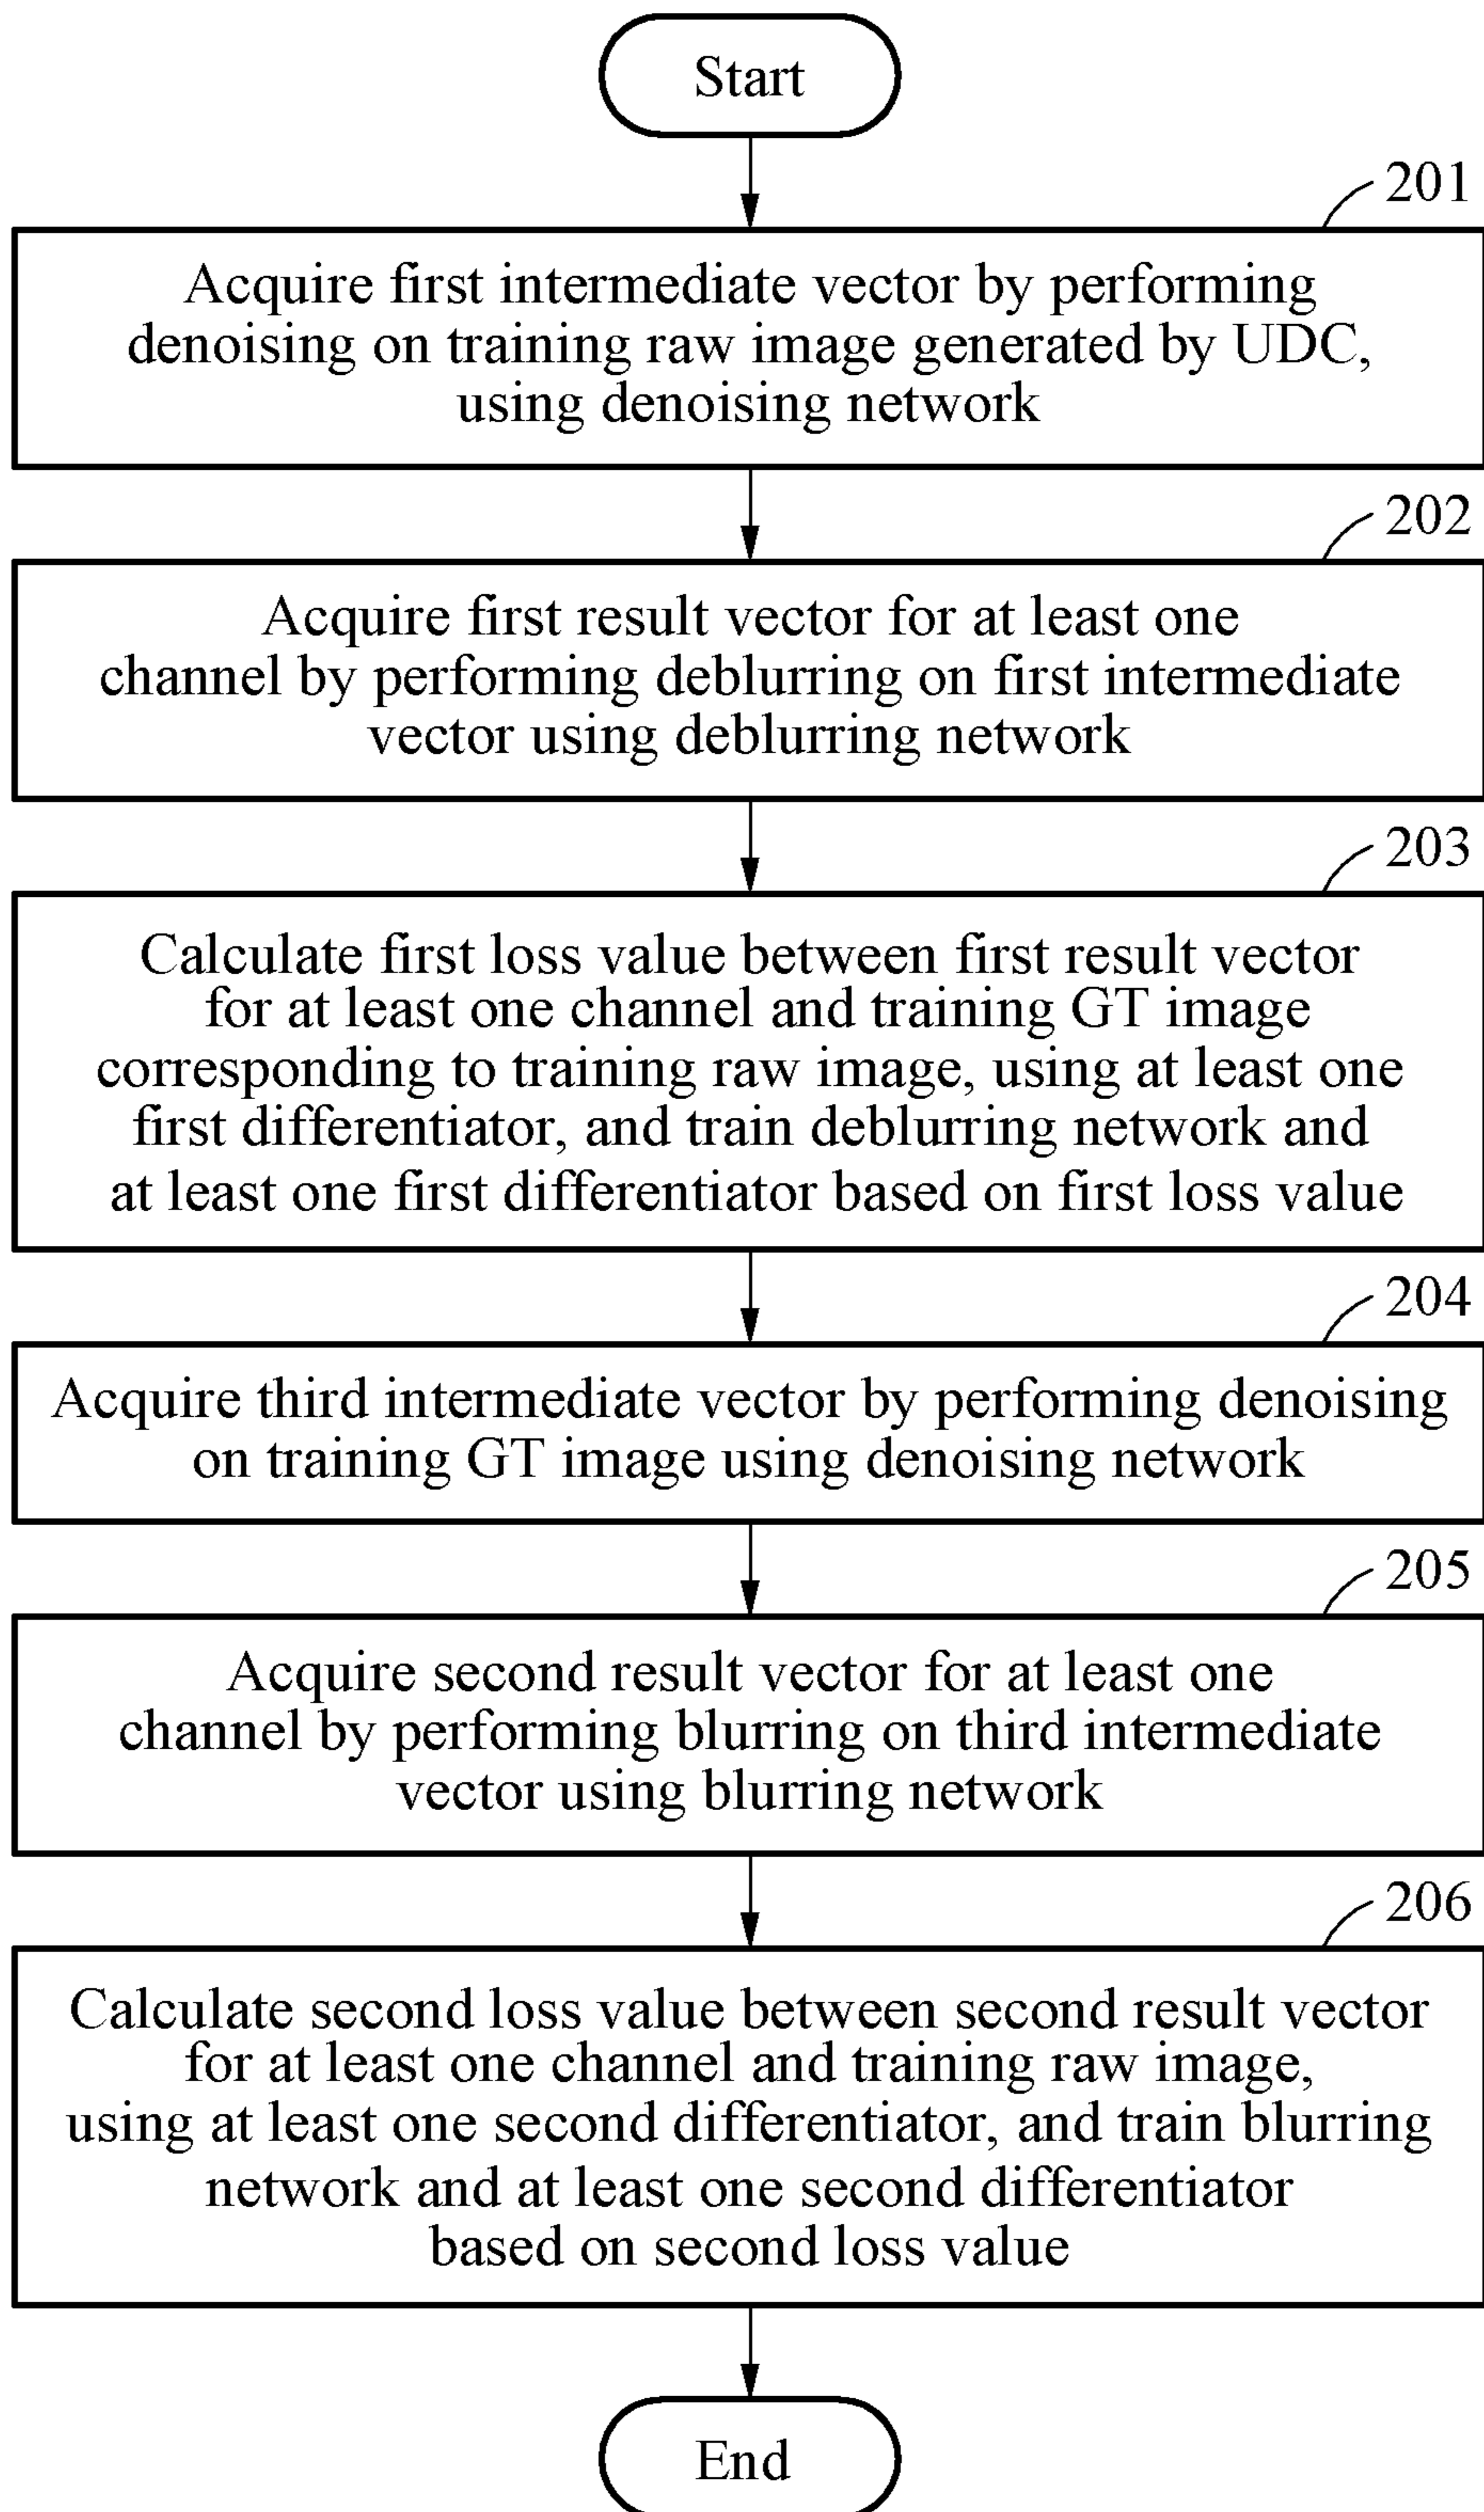 Start
201
Acquire first intermediate vector by performing
denoising on training raw image generated by UDC,
using denoising network
202
Acquire first result vector for at least one
channel by performing deblurring on first intermediate
vector using deblurring network
203
Calculate first loss value between first result vector
for at least one channel and training GT image
corresponding to training raw image, using at least one
first differentiator, and train deblurring network and
at least one first differentiator based on first loss value
204
Acquire third intermediate vector by performing denoising
on training GT image using denoising network
205
Acquire second result vector for at least one
channel by performing blurring on third intermediate
vector using blurring network
206
Calculate second loss value between second result vector
for at least one channel and training raw image,
using at least one second differentiator, and train blurring
network and at least one second differentiator
based on second loss value
End